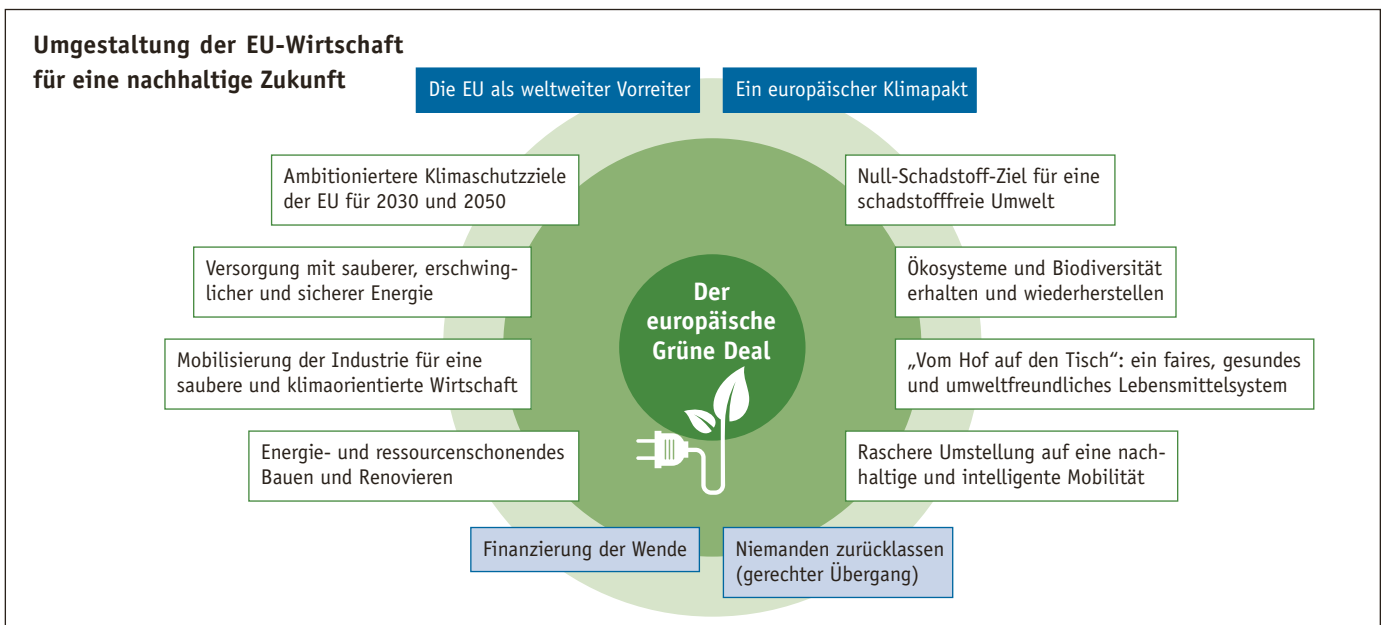 Umgestaltung der EU-Wirtschaft
für eine nachhaltige Zukunft
Die EU als weltweiter Vorreiter
Ein europäischer Klimapakt
Ambitioniertere Klimaschutzziele
der EU für 2030 und 2050
Null-Schadstoff-Ziel für eine
schadstofffreie Umwelt
Versorgung mit sauberer, erschwing-
licher und sicherer Energie
Ökosysteme und Biodiversität
erhalten und wiederherstellen
Der
europäische
Grüne Deal
Mobilisierung der Industrie für eine
saubere und klimaorientierte Wirtschaft
„Vom Hof auf den Tisch“: ein faires, gesundes
und umweltfreundliches Lebensmittelsystem
Energie- und ressourcenschonendes
Bauen und Renovieren
Raschere Umstellung auf eine nach-
haltige und intelligente Mobilität
Finanzierung der Wende
Niemanden zurücklassen
(gerechter Übergang)